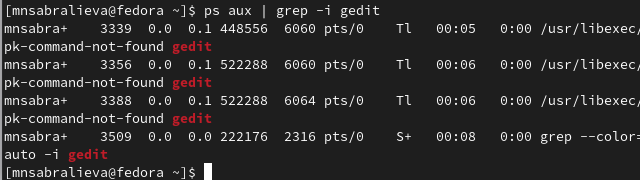 [mnsabralieva@fedora ~]$ ps aux | grep -i gedit
mnsabra+    3339  0.0  0.1 448556  6060 pts/0    Tl   00:05   0:00 /usr/libexec/
pk-command-not-found gedit
mnsabra+    3356  0.0  0.1 522288  6060 pts/0    Tl   00:06   0:00 /usr/libexec/
pk-command-not-found gedit
mnsabra+    3388  0.0  0.1 522288  6064 pts/0    Tl   00:06   0:00 /usr/libexec/
pk-command-not-found gedit
mnsabra+    3509  0.0  0.0 222176  2316 pts/0    S+   00:08   0:00 grep --color=
auto -i gedit
[mnsabralieva@fedora ~]$